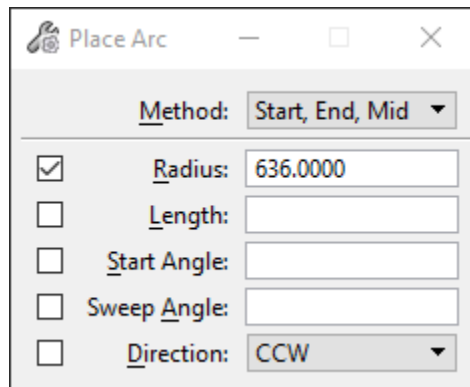 Place Arc
Method: Start, End, Mid
Radius: 636.0000
Length:
Start Angle:
Sweep Angle:
Direction: CCW